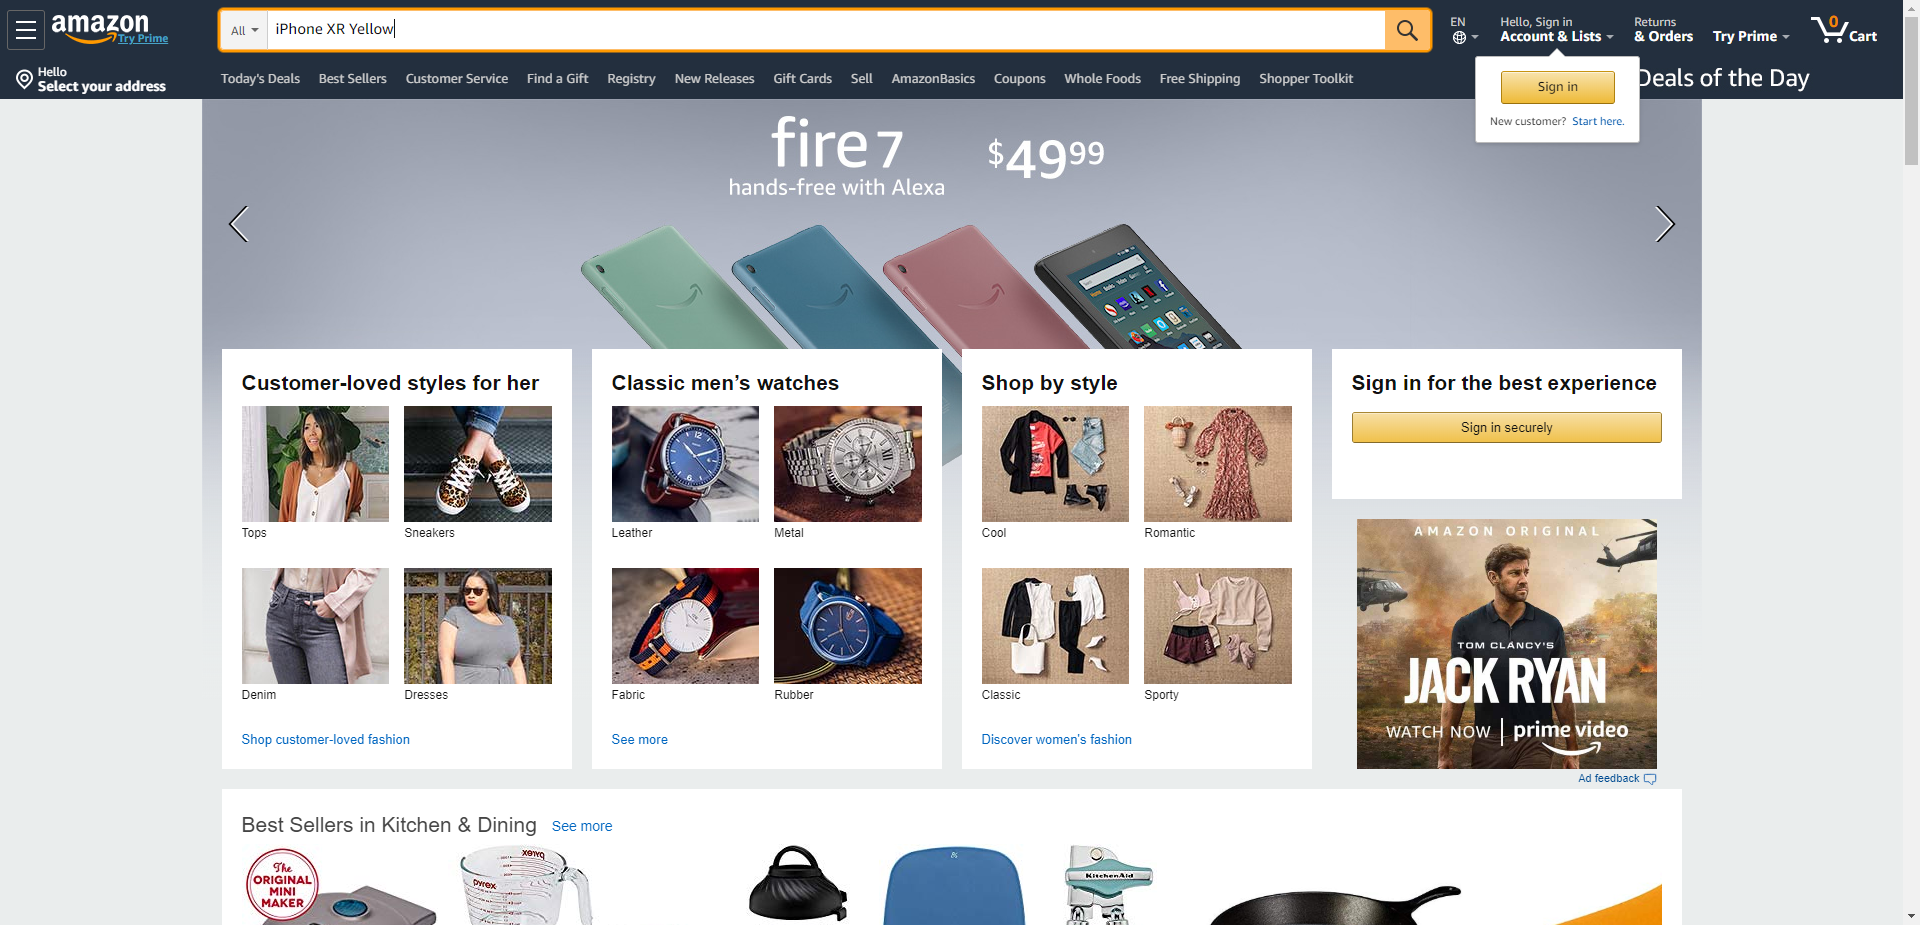 amazon
Try Prime
All
iPhone XR Yellow
EN
Hello, Sign in
Account & Lists
Returns
& Orders
Try Prime
0
Cart
Hello
Select your address
Today's Deals
Best Sellers
Customer Service
Find a Gift
Registry
New Releases
Gift Cards
Sell
AmazonBasics
Coupons
Whole Foods
Free Shipping
Shopper Toolkit
Deals of the Day
Sign in
New customer? Start here.
fire 7
$49 99
hands-free with Alexa
Customer-loved styles for her
Tops
Sneakers
Denim
Dresses
Shop customer-loved fashion
Classic men's watches
Leather
Metal
Fabric
Rubber
See more
Shop by style
Cool
Romantic
Classic
Sporty
Discover women's fashion
Sign in for the best experience
Sign in securely
AMAZON ORIGINAL
TOM CLANCY'S
JACK RYAN
WATCH NOW
prime video
Ad feedback
Best Sellers in Kitchen & Dining
See more
The
ORIGINAL
MINI
MAKER
PYREX
pyrex
KitchenAid